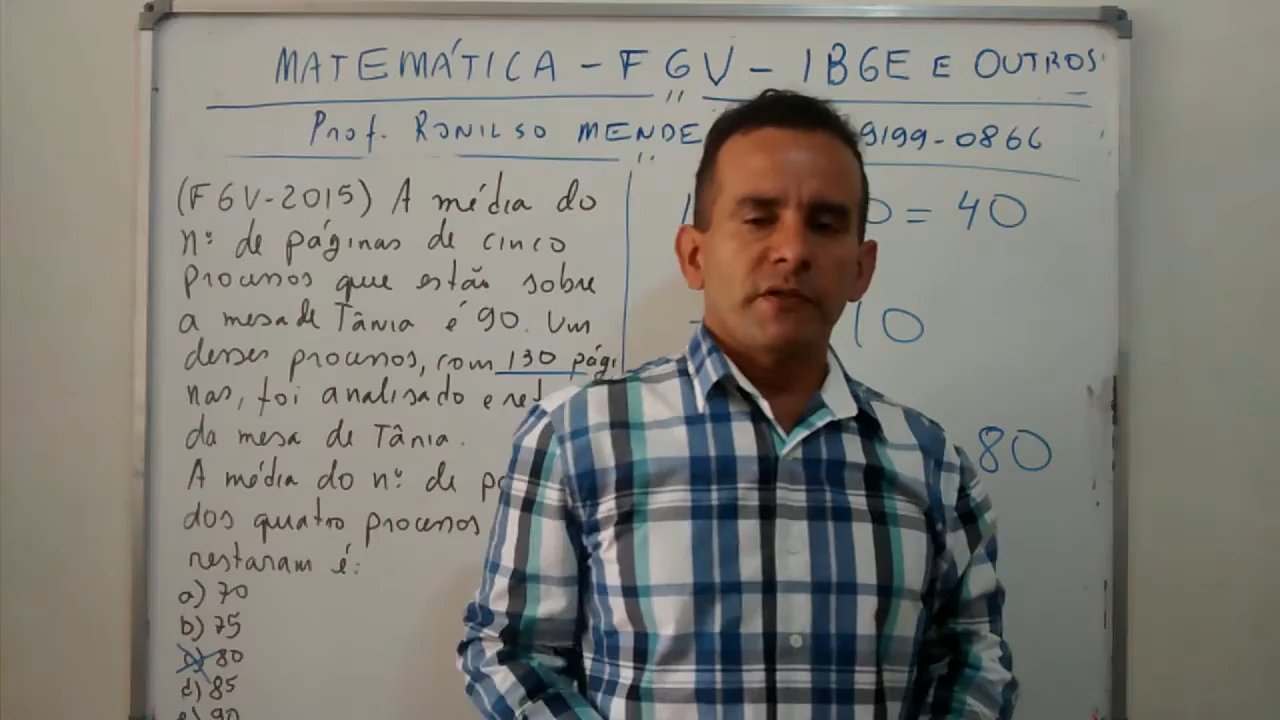 MATEMÁTICA - FGV - IBGE E OUTROS
Prof. RONILSO MENDE 9199-0866
(FGV-2015) A média do
nº de páginas de cinco
processos que estão sobre
a mesa de Tânia é 90. Um
desses processos, com 130 pági
nas, foi analisado e ret
da mesa de Tânia.
A média do nº de p
dos quatro processos
restaram é:
a) 70
b) 75
c) 80
d) 85
e) 90
= 40
10
80